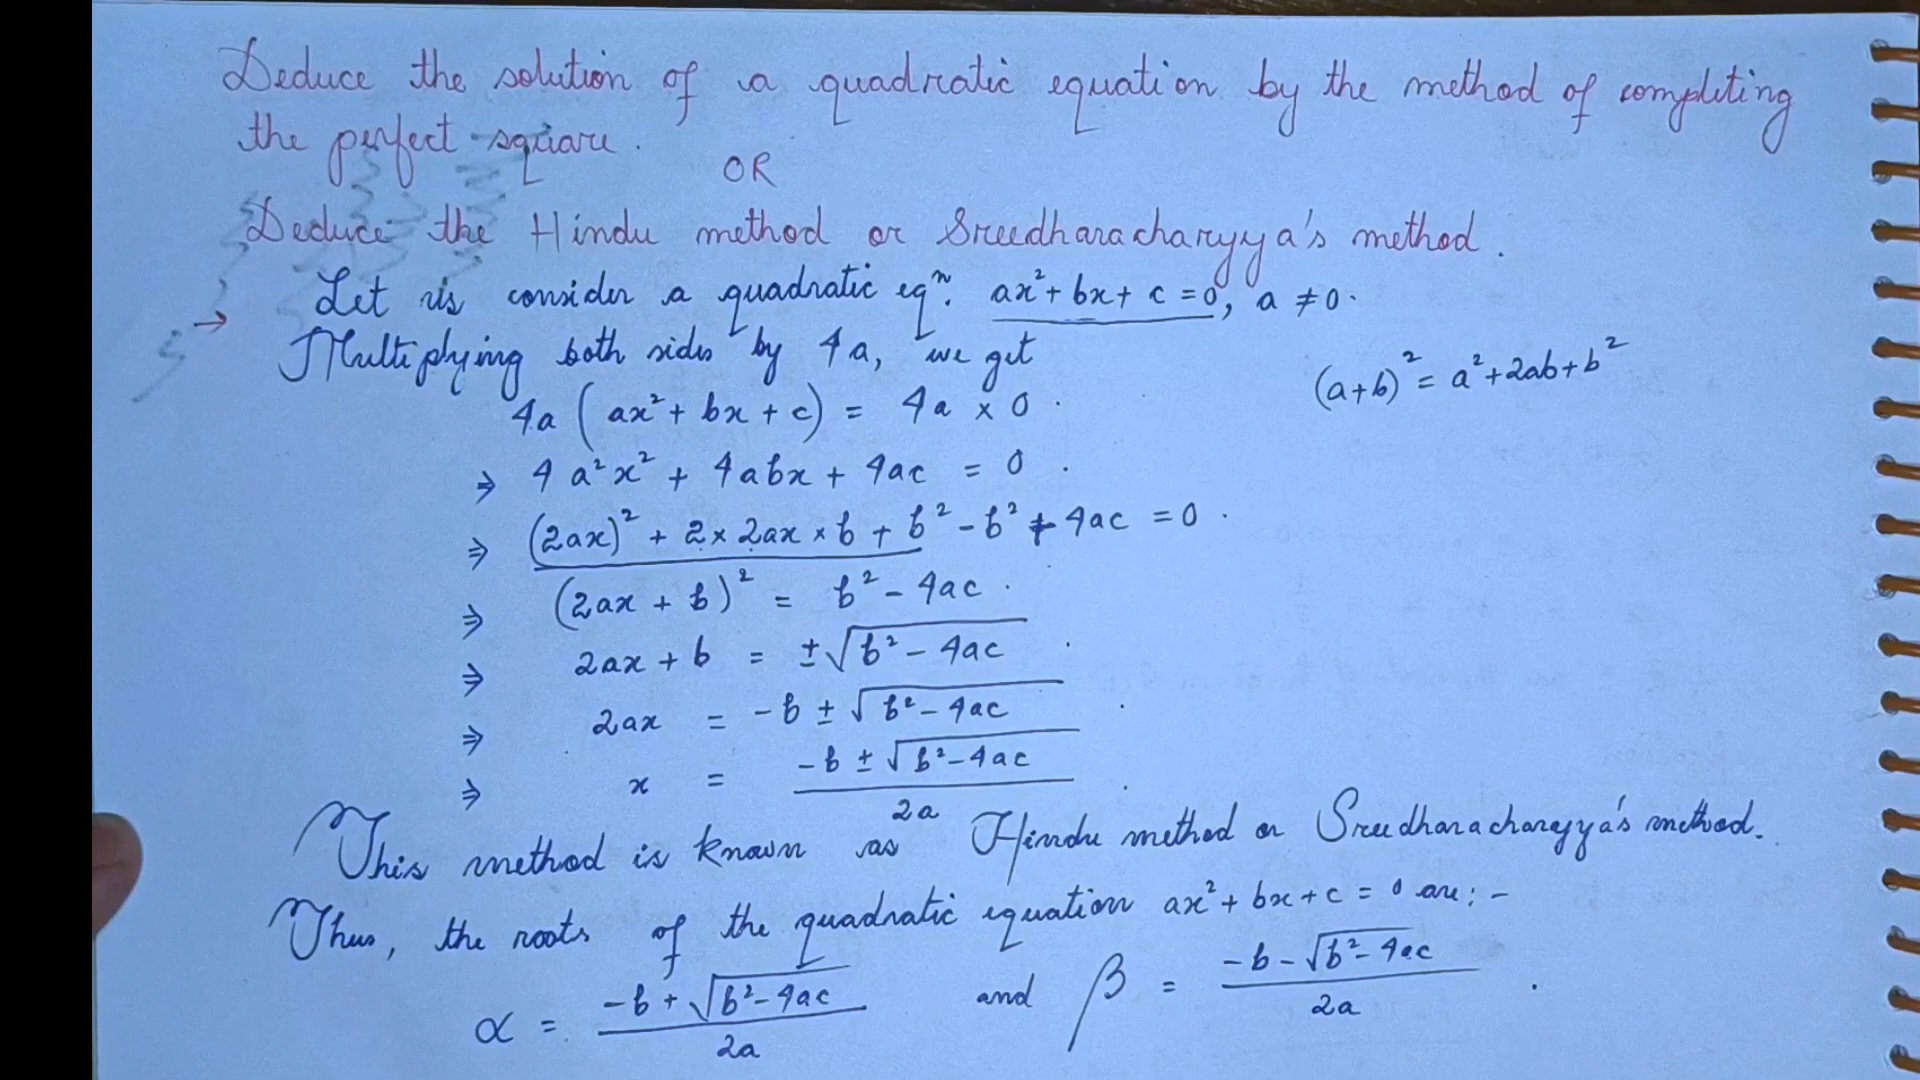 Deduce the solution of a quadratic equation by the method of completing
the perfect square.
OR
Deduce the Hindu method or Sreedharacharyya's method.
→ Let us consider a quadratic eqⁿ. ax² + bx + c = 0, a ≠ 0.
Multiplying both sides by 4a, we get
(a+b)² = a² + 2ab + b²
4a (ax² + bx + c) = 4a × 0.
⇒ 4a²x² + 4abx + 4ac = 0.
⇒ (2ax)² + 2 × 2ax × b + b² - b² + 4ac = 0.
⇒ (2ax + b)² = b² - 4ac.
⇒ 2ax + b = ±√(b² - 4ac).
⇒ 2ax = -b ± √(b² - 4ac).
⇒ x = (-b ± √(b² - 4ac)) / 2a.
This method is known as Hindu method or Sreedharacharyya's method.
Thus, the roots of the quadratic equation ax² + bx + c = 0 are: -
α = (-b + √(b² - 4ac)) / 2a and β = (-b - √(b² - 4ac)) / 2a.